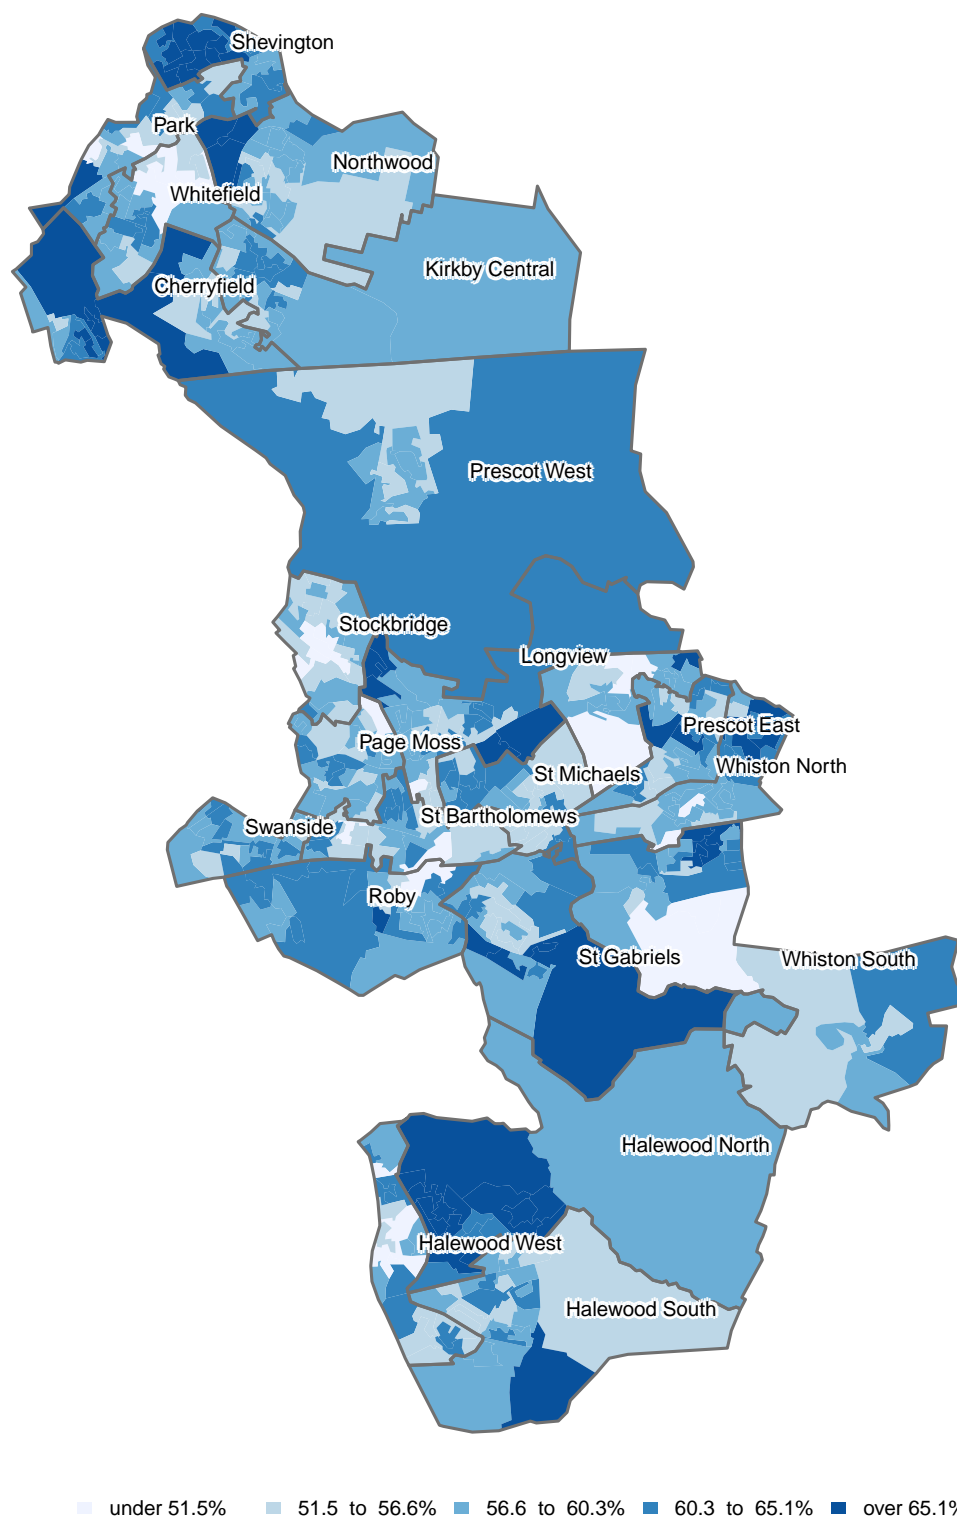 Shevington
Park
Northwood
Whitefield
Kirkby Central
Cherryfield
Prescot West
Stockbridge
Longview
Prescot East
Page Moss
Whiston North
St Michaels
St Bartholomews
Swanside
Roby
St Gabriels
Whiston South
Halewood North
Halewood West
Halewood South
under 51.5% 51.5 to 56.6% 56.6 to 60.3% 60.3 to 65.1% over 65.1%